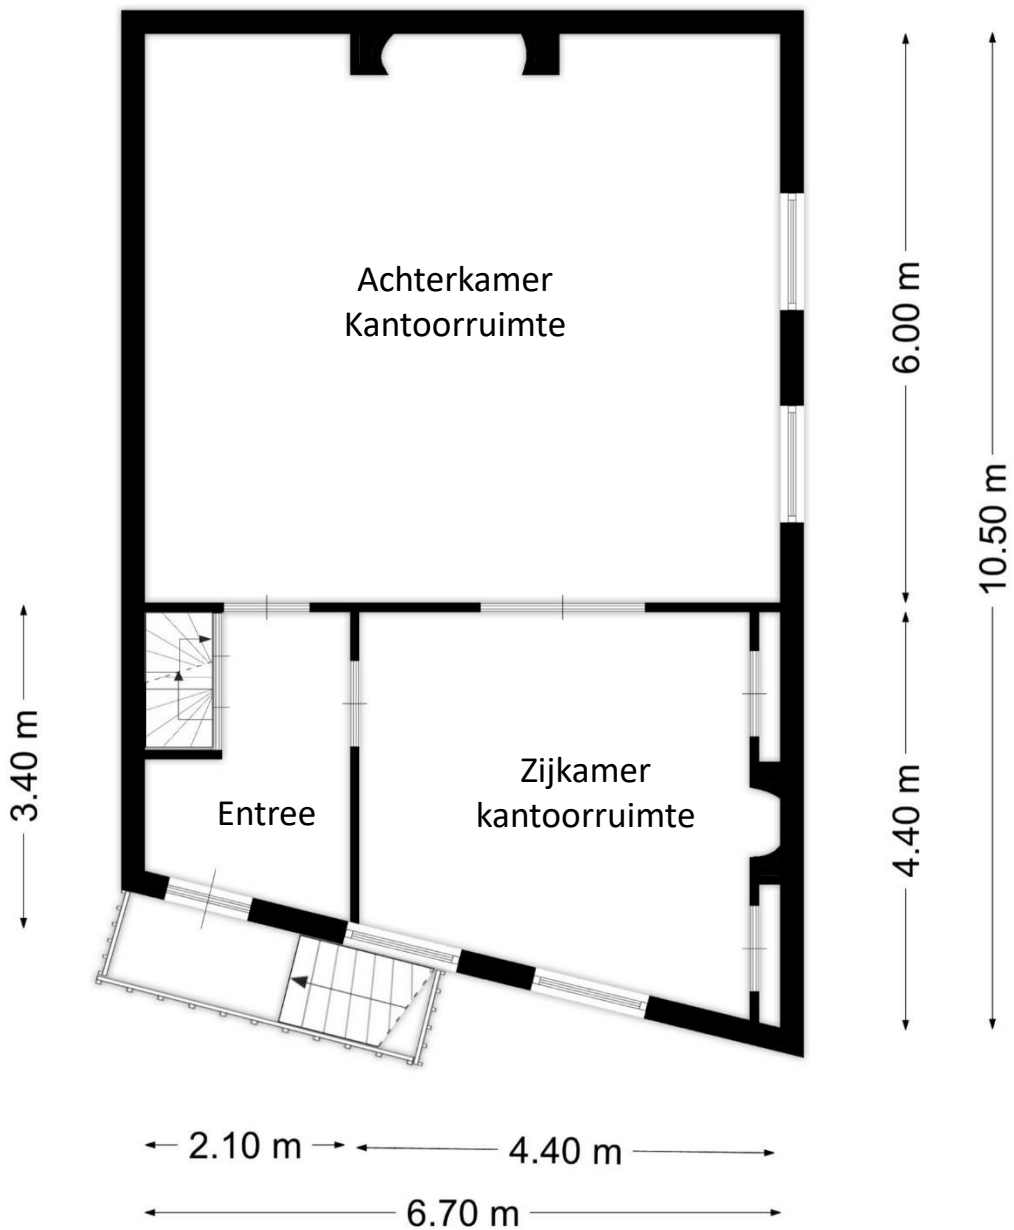 Achterkamer
Kantoorruimte
6.00 m
10.50 m
3.40 m
Zijkamer
kantoorruimte
Entree
4.40 m
2.10 m
4.40 m
6.70 m